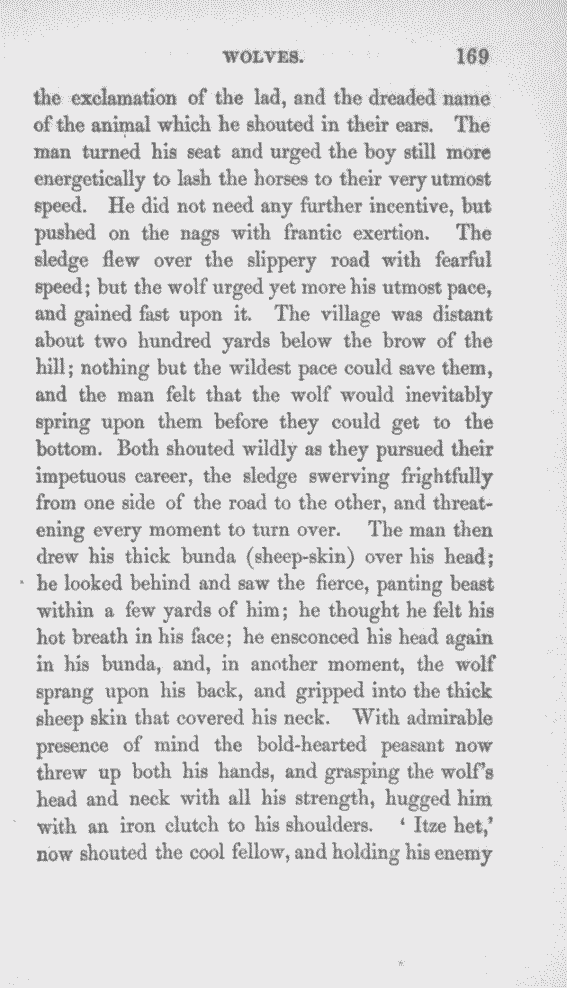 WOLVES. 169
the exclamation of the lad, and the dreaded name
of the animal which he shouted in their ears. The
man turned his seat and urged the boy still more
energetically to lash the horses to their very utmost
speed. He did not need any further incentive, but
pushed on the nags with frantic exertion. The
sledge flew over the slippery road with fearful
speed; but the wolf urged yet more his utmost pace,
and gained fast upon it. The village was distant
about two hundred yards below the brow of the
hill; nothing but the wildest pace could save them,
and the man felt that the wolf would inevitably
spring upon them before they could get to the
bottom. Both shouted wildly as they pursued their
impetuous career, the sledge swerving frightfully
from one side of the road to the other, and threat-
ening every moment to turn over. The man then
drew his thick bunda (sheep-skin) over his head;
he looked behind and saw the fierce, panting beast
within a few yards of him; he thought he felt his
hot breath in his face; he ensconced his head again
in his bunda, and, in another moment, the wolf
sprang upon his back, and gripped into the thick
sheep skin that covered his neck. With admirable
presence of mind the bold-hearted peasant now
threw up both his hands, and grasping the wolf's
head and neck with all his strength, hugged him
with an iron clutch to his shoulders. ‘ Itze het,’
now shouted the cool fellow, and holding his enemy